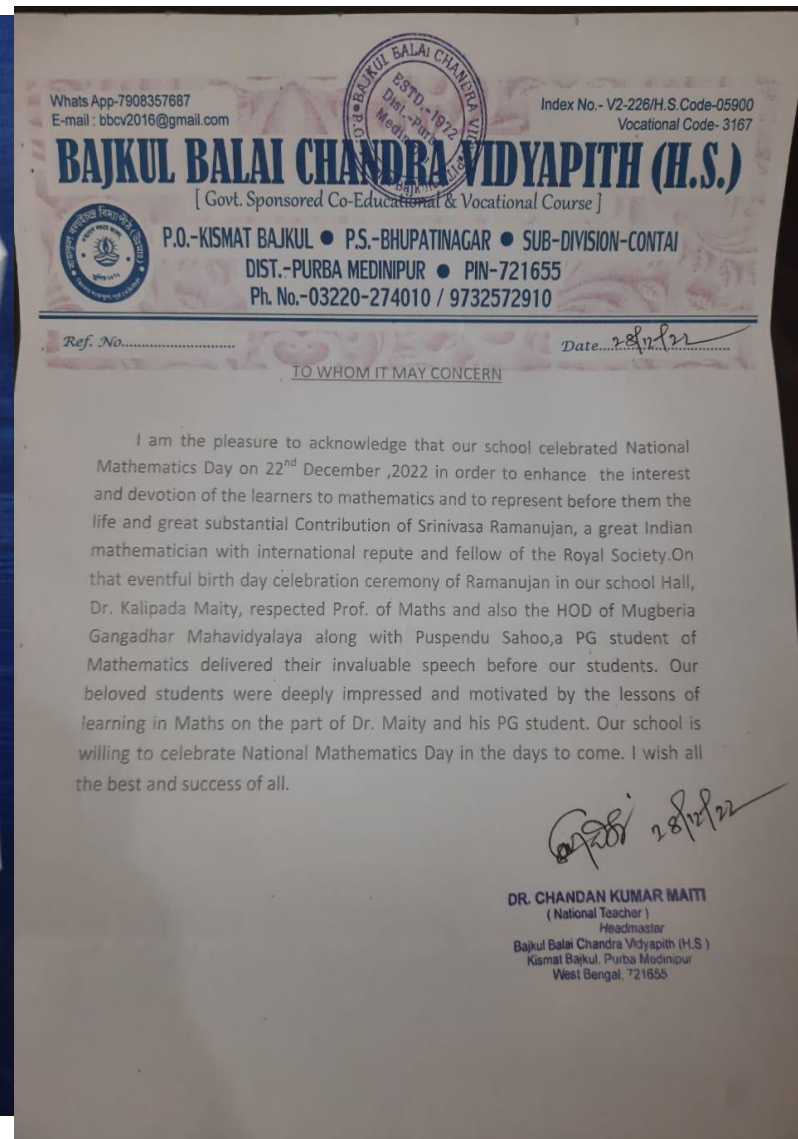 BAJKUL BALAI CHANDRA
ESTD.-1972
Dist.-Purba
Medinipur
Whats App-7908357687
E-mail : bbcv2016@gmail.com
Index No.- V2-226/H.S.Code-05900
Vocational Code- 3167
BAJKUL BALAI CHANDRA VIDYAPITH (H.S.)
[ Govt. Sponsored Co-Educational & Vocational Course ]
P.O.-KISMAT BAJKUL ● P.S.-BHUPATINAGAR ● SUB-DIVISION-CONTAI
DIST.-PURBA MEDINIPUR ● PIN-721655
Ph. No.-03220-274010 / 9732572910
Ref. No..........................
Date...28/12/22...
TO WHOM IT MAY CONCERN
I am the pleasure to acknowledge that our school celebrated National
Mathematics Day on 22nd December ,2022 in order to enhance the interest
and devotion of the learners to mathematics and to represent before them the
life and great substantial Contribution of Srinivasa Ramanujan, a great Indian
mathematician with international repute and fellow of the Royal Society.On
that eventful birth day celebration ceremony of Ramanujan in our school Hall,
Dr. Kalipada Maity, respected Prof. of Maths and also the HOD of Mugberia
Gangadhar Mahavidyalaya along with Puspendu Sahoo,a PG student of
Mathematics delivered their invaluable speech before our students. Our
beloved students were deeply impressed and motivated by the lessons of
learning in Maths on the part of Dr. Maity and his PG student. Our school is
willing to celebrate National Mathematics Day in the days to come. I wish all
the best and success of all.
28/12/22
DR. CHANDAN KUMAR MAITI
( National Teacher )
Headmaster
Bajkul Balai Chandra Vidyapith (H.S )
Kismat Bajkul, Purba Medinipur
West Bengal, 721655